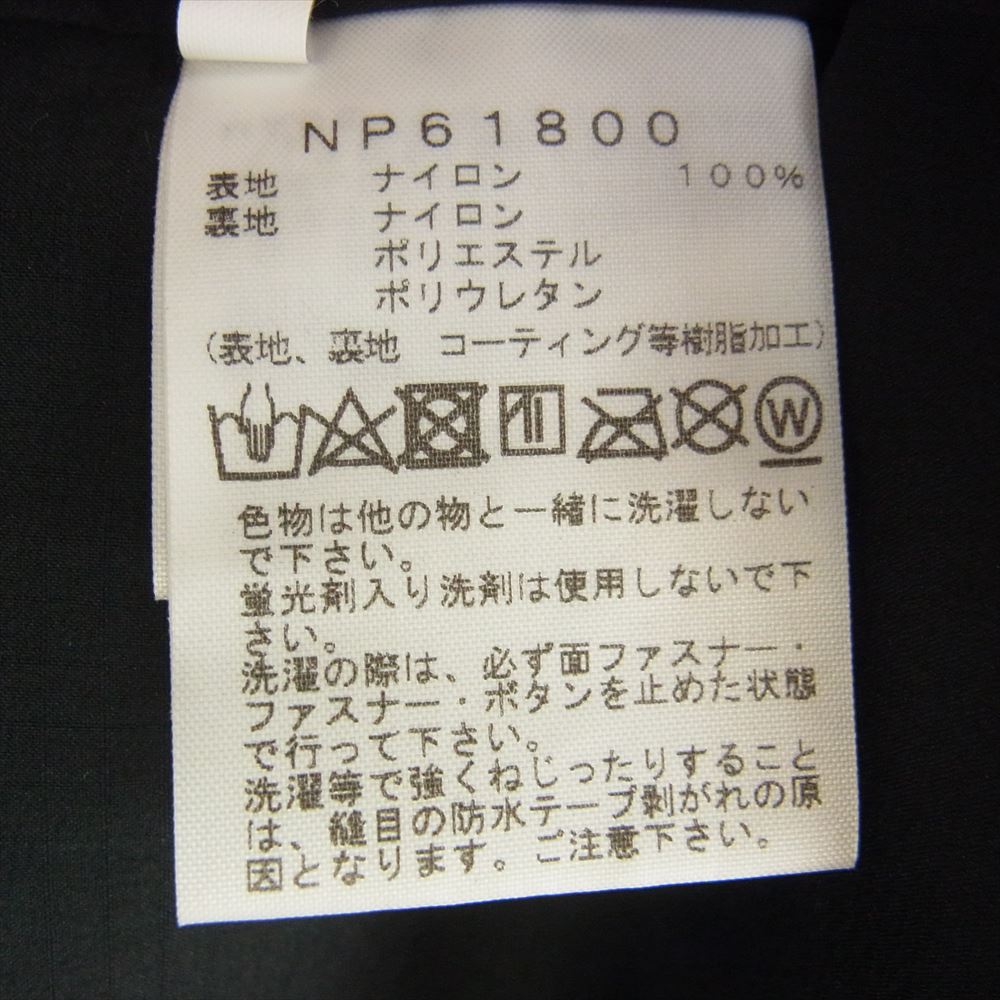 NP61800
表地 ナイロン 100%
裏地 ナイロン
ポリエステル
ポリウレタン
(表地、裏地 コーティング等樹脂加工)
W
色物は他の物と一緒に洗濯しない
で下さい。
蛍光剤入り洗剤は使用しないで下
さい。
洗濯の際は、必ず面ファスナー・
ファスナー・ボタンを止めた状態
で行って下さい。
洗濯等で強くねじったりすること
は、縫目の防水テープ剥がれの原
因となります。ご注意下さい。